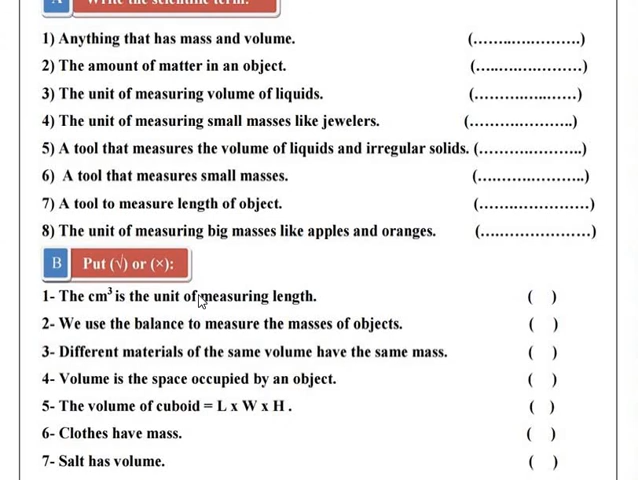 A Write the scientific term:
1) Anything that has mass and volume. (………………….)
2) The amount of matter in an object. (………………….)
3) The unit of measuring volume of liquids. (………………….)
4) The unit of measuring small masses like jewelers. (………………….)
5) A tool that measures the volume of liquids and irregular solids. (………………….)
6) A tool that measures small masses. (………………….)
7) A tool to measure length of object. (………………….)
8) The unit of measuring big masses like apples and oranges. (………………….)
B Put (√) or (×):
1- The cm³ is the unit of measuring length. ( )
2- We use the balance to measure the masses of objects. ( )
3- Different materials of the same volume have the same mass. ( )
4- Volume is the space occupied by an object. ( )
5- The volume of cuboid = L x W x H . ( )
6- Clothes have mass. ( )
7- Salt has volume. ( )